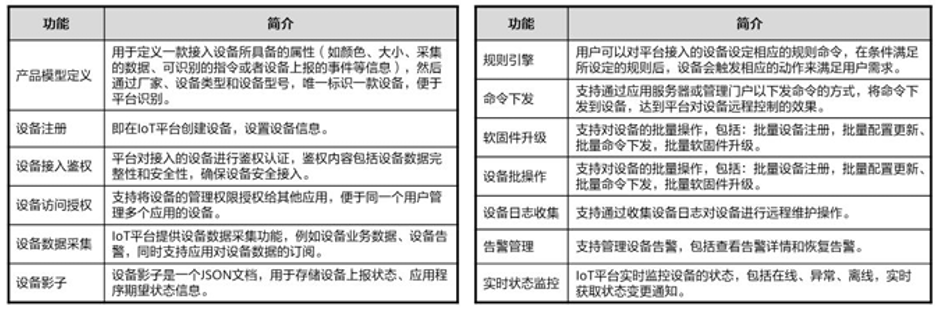 功能
简介
产品模型定义
用于定义一款接入设备所具备的属性（如颜色、大小、采集
的数据、可识别的指令或者设备上报的事件等信息），然后
通过厂家、设备类型和设备型号，唯一标识一款设备，便于
平台识别。
设备注册
即在IoT平台创建设备，设置设备信息。
设备接入鉴权
平台对接入的设备进行鉴权认证，鉴权内容包括设备数据完
整性和安全性，确保设备安全接入。
设备访问授权
支持将设备的管理权限授权给其他应用，便于同一个用户管
理多个应用的设备。
设备数据采集
IoT平台提供设备数据采集功能，例如设备业务数据、设备告
警，同时支持应用对设备数据的订阅。
设备影子
设备影子是一个JSON文档，用于存储设备上报状态、应用程
序期望状态信息。
功能
简介
规则引擎
用户可以对平台接入的设备设定相应的规则命令，在条件满足
所设定的规则后，设备会触发相应的动作来满足用户需求。
命令下发
支持通过应用服务器或管理门户以下发命令的方式，将命令下
发到设备，达到平台对设备远程控制的效果。
软固件升级
支持对设备的批量操作，包括：批量设备注册，批量配置更新、
批量命令下发，批量软固件升级。
设备批操作
支持对设备的批量操作，包括：批量设备注册，批量配置更新、
批量命令下发，批量软固件升级。
设备日志收集
支持通过收集设备日志对设备进行远程维护操作。
告警管理
支持管理设备告警，包括查看告警详情和恢复告警。
实时状态监控
IoT平台实时监控设备的状态，包括在线、异常、离线，实时
获取状态变更通知。